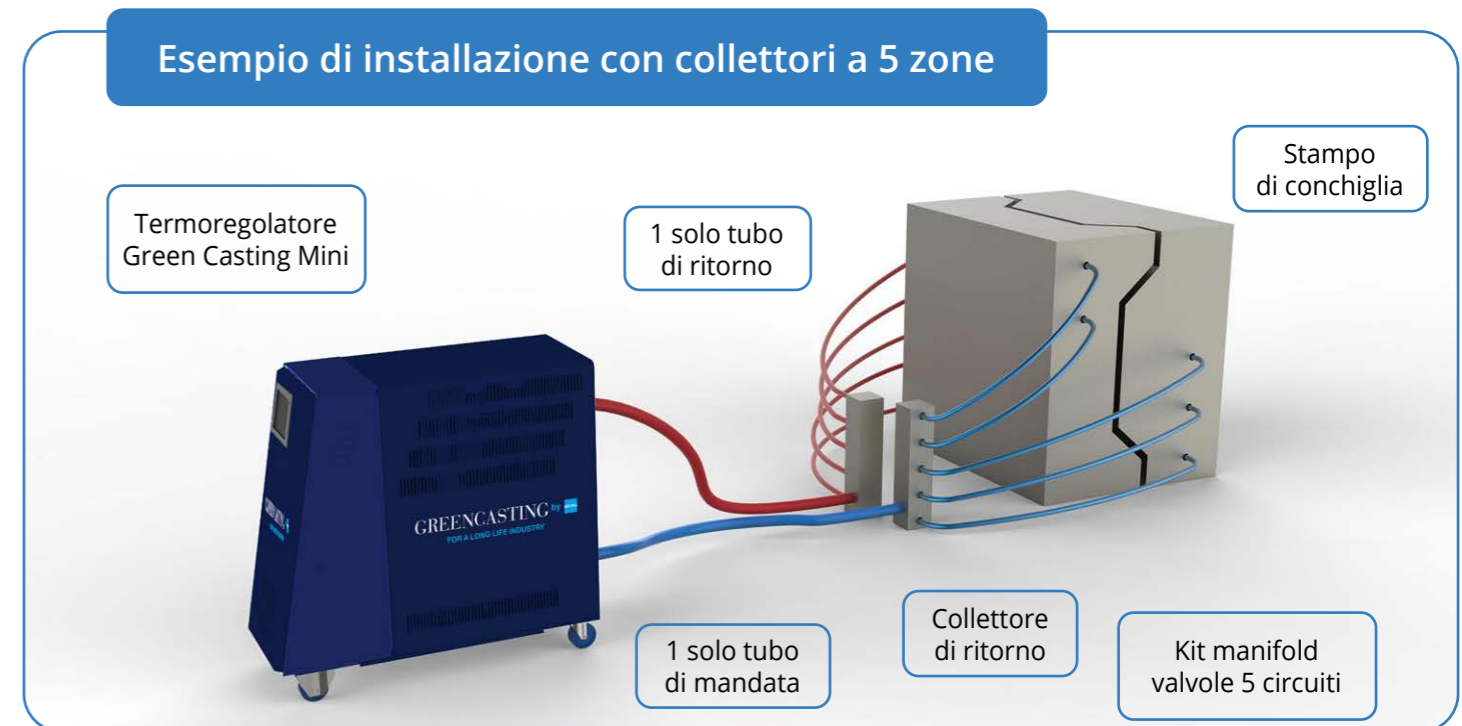 Esempio di installazione con collettori a 5 zone
Stampo
di conchiglia
Termoregolatore
Green Casting Mini
1 solo tubo
di ritorno
GREENCASTING by
FOR A LONG LIFE INDUSTRY
1 solo tubo
di mandata
Collettore
di ritorno
Kit manifold
valvole 5 circuiti